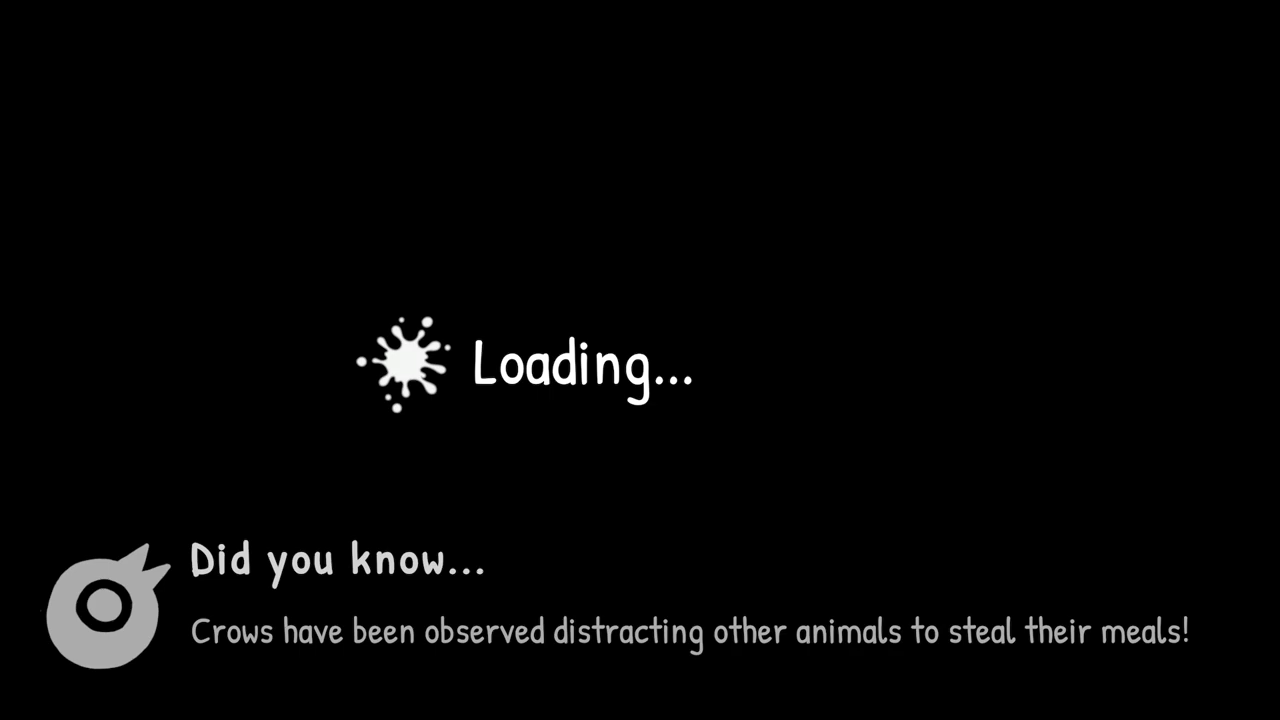 Loading...
Did you know...
Crows have been observed distracting other animals to steal their meals!